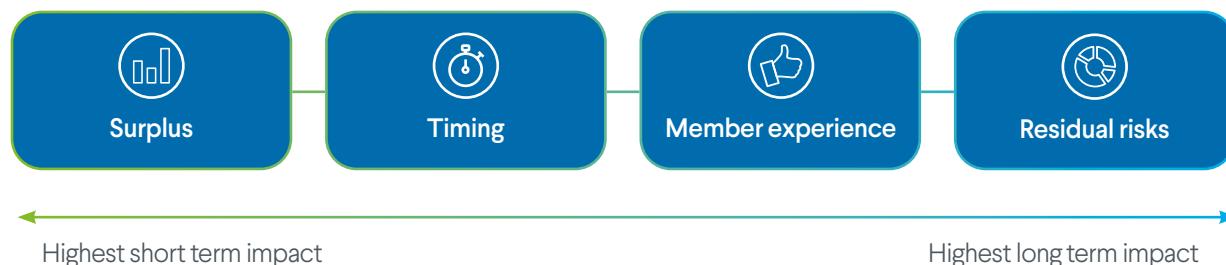 Surplus
Timing
Member experience
Residual risks
Highest short term impact
Highest long term impact